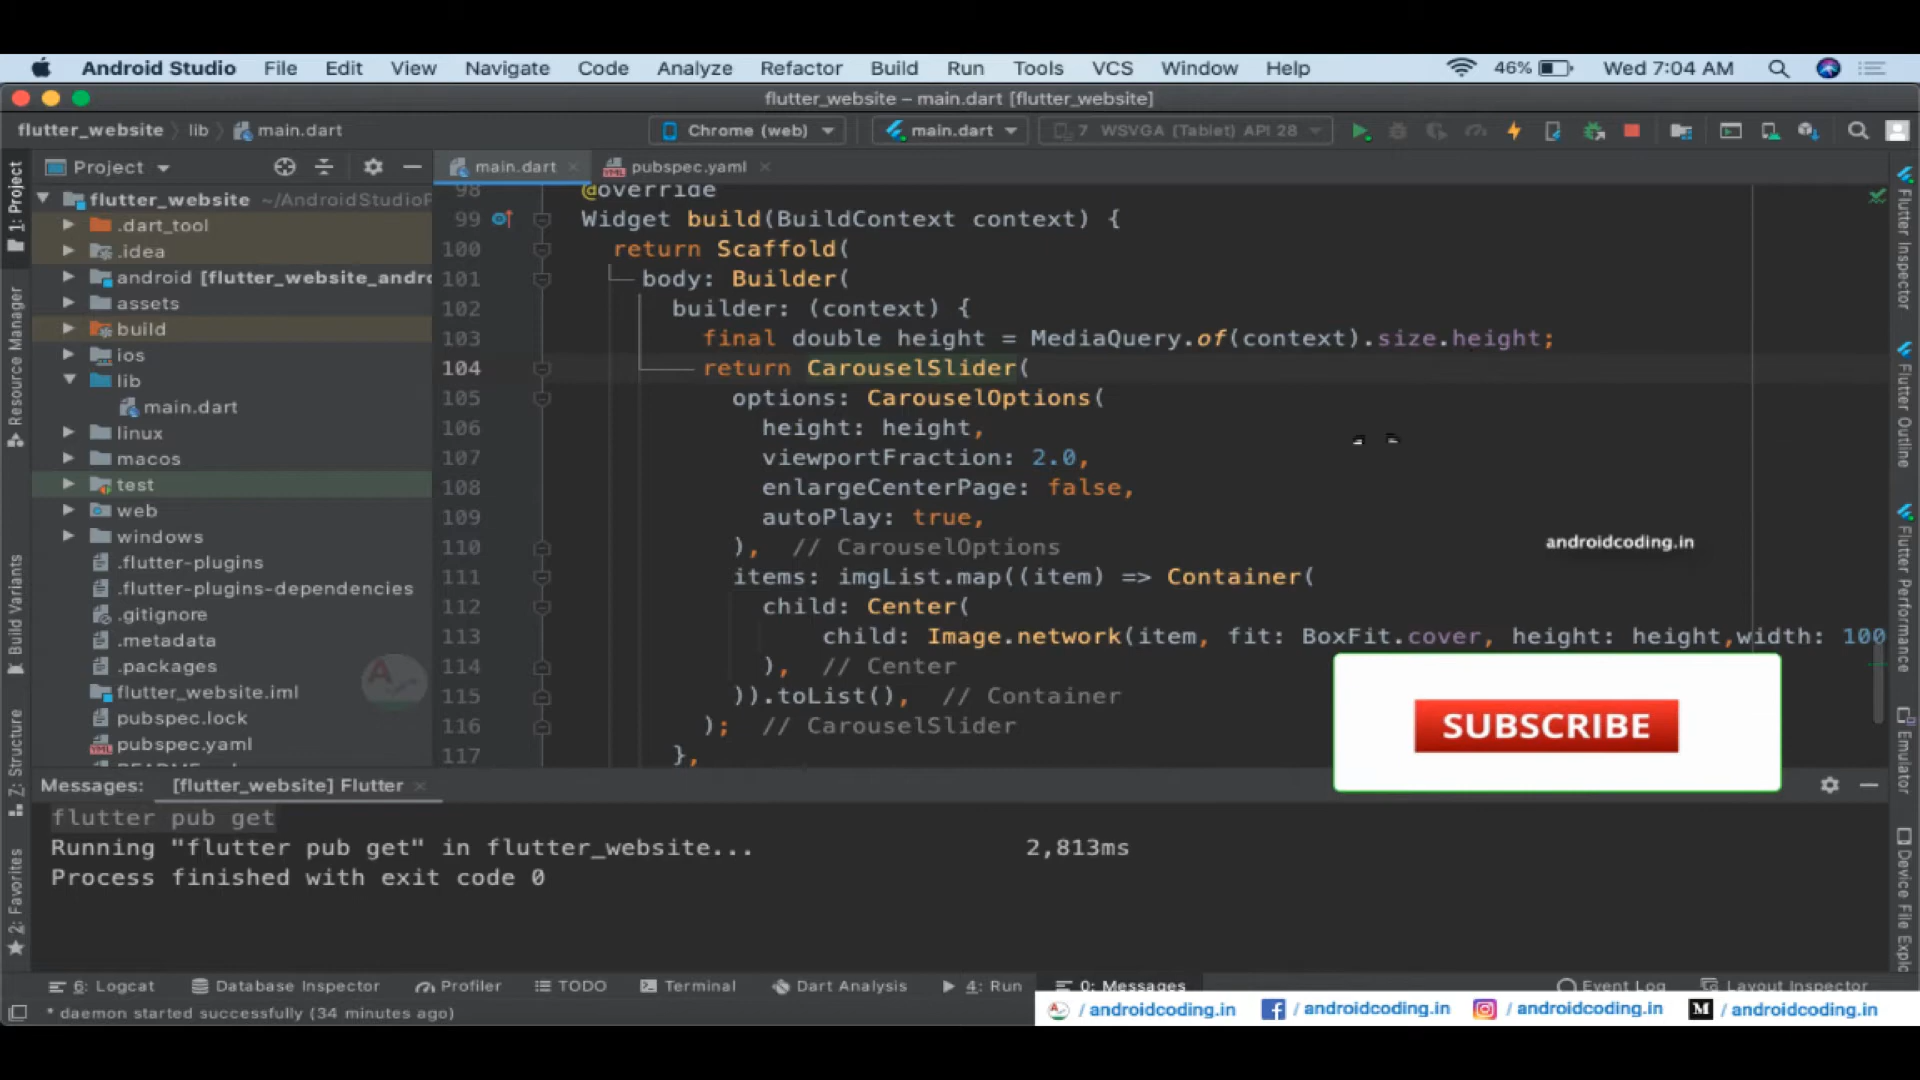 Android Studio File Edit View Navigate Code Analyze Refactor Build Run Tools VCS Window Help 46% Wed 7:04 AM
flutter_website – main.dart [flutter_website]
flutter_website lib main.dart Chrome (web) main.dart 7 WSVGA (Tablet) API 28
1: Project
Resource Manager
Build Variants
Z: Structure
2: Favorites
Project
flutter_website ~/AndroidStudioP
.dart_tool
.idea
android [flutter_website_andro
assets
build
ios
lib
main.dart
linux
macos
test
web
windows
.flutter-plugins
.flutter-plugins-dependencies
.gitignore
.metadata
.packages
flutter_website.iml
pubspec.lock
pubspec.yaml
main.dart pubspec.yaml
98 @override
99 Widget build(BuildContext context) {
100 return Scaffold(
101 body: Builder(
102 builder: (context) {
103 final double height = MediaQuery.of(context).size.height;
104 return CarouselSlider(
105 options: CarouselOptions(
106 height: height,
107 viewportFraction: 2.0,
108 enlargeCenterPage: false,
109 autoPlay: true,
110 ), // CarouselOptions
111 items: imgList.map((item) => Container(
112 child: Center(
113 child: Image.network(item, fit: BoxFit.cover, height: height,width: 100
114 ), // Center
115 )).toList(), // Container
116 ); // CarouselSlider
117 },
androidcoding.in
SUBSCRIBE
Flutter Inspector
Flutter Outline
Flutter Performance
Emulator
Device File Explo
Messages: [flutter_website] Flutter
flutter pub get
Running "flutter pub get" in flutter_website... 2,813ms
Process finished with exit code 0
6: Logcat Database Inspector Profiler TODO Terminal Dart Analysis 4: Run 0: Messages Event Log Layout Inspector
* daemon started successfully (34 minutes ago)
/ androidcoding.in / androidcoding.in / androidcoding.in / androidcoding.in